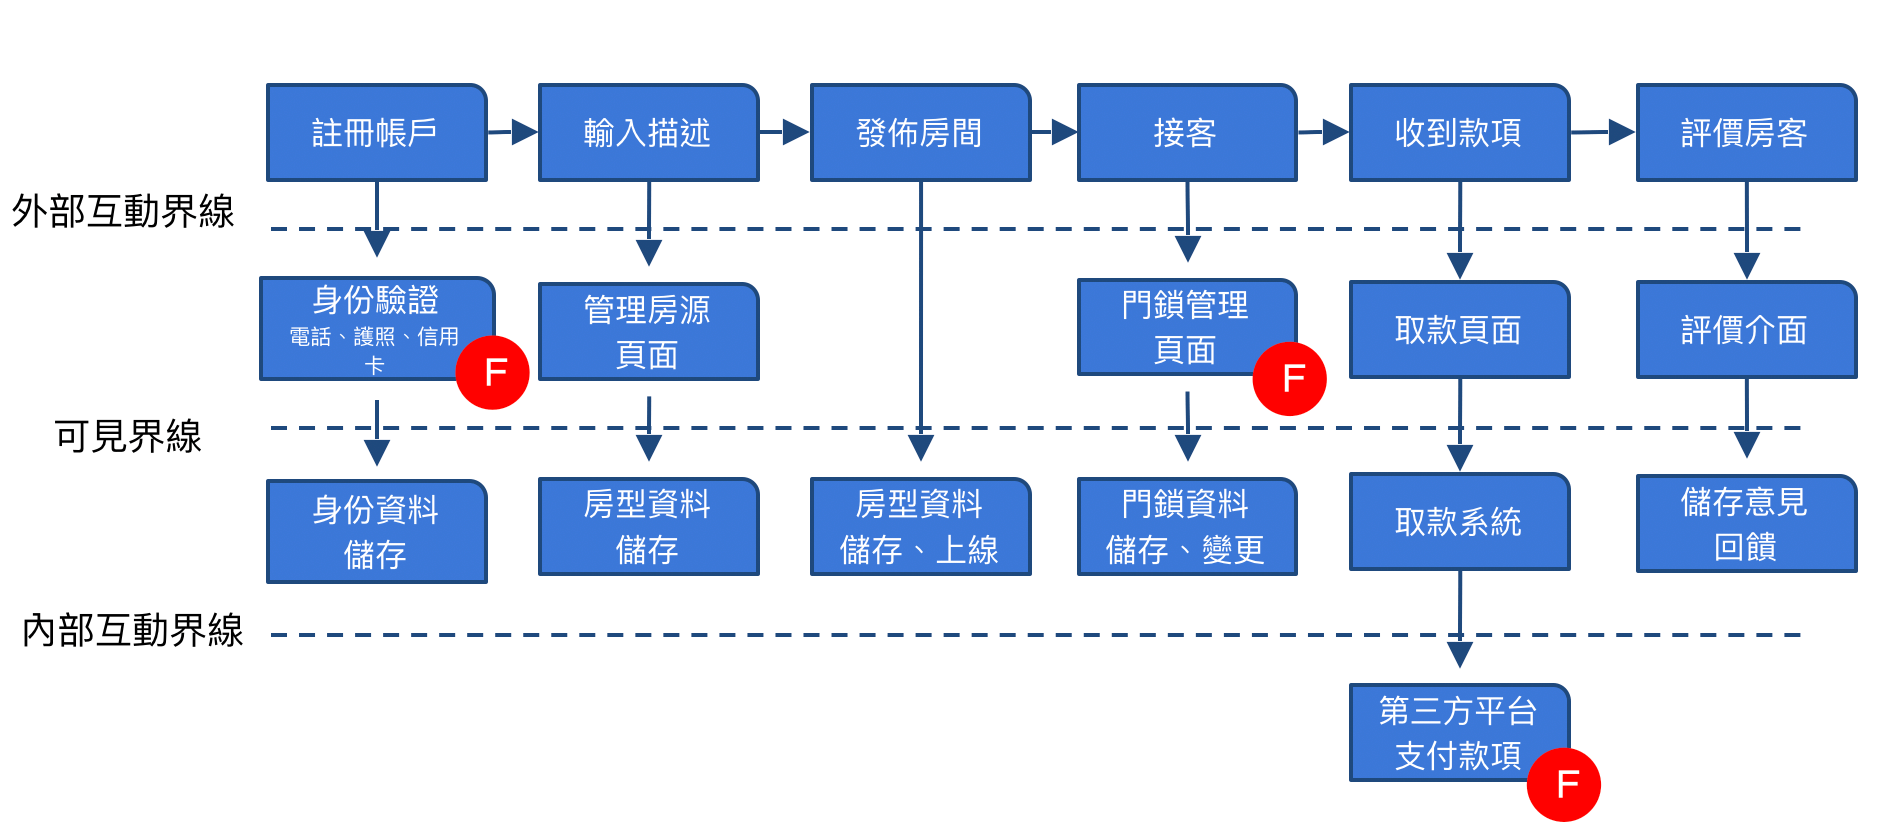 註冊帳戶
輸入描述
發佈房間
接客
收到款項
評價房客
外部互動界線
身份驗證
電話、護照、信用
卡
F
管理房源
頁面
門鎖管理
頁面
F
取款頁面
評價介面
可見界線
身份資料
儲存
房型資料
儲存
房型資料
儲存、上線
門鎖資料
儲存、變更
取款系統
儲存意見
回饋
內部互動界線
第三方平台
支付款項
F